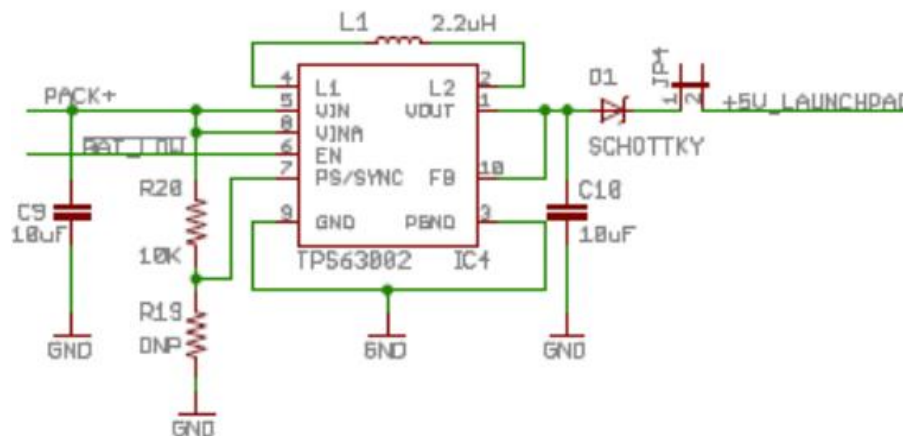 L1 2.2uH
PACK+
BAT_LOW
4 L1 L2 2
5 VIN VOUT 1
8 VINA
6 EN
7 PS/SYNC FB 10
9 GND PGND 3
TPS63002 IC4
D1
SCHOTTKY
JP4
1 2
+5V_LAUNCHPAD
C9
10uF
R20
10K
R19
DNP
C10
10uF
GND
GND
GND
GND